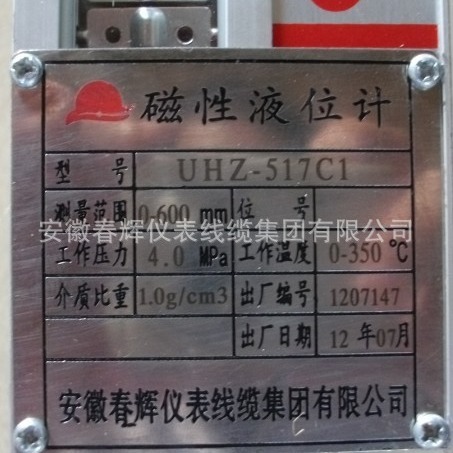 磁性液位计
型 号 UHZ-517C1
测量范围 0-600 mm 位 号
安徽春辉仪表线缆集团有限公司
工作压力 4.0 MPa 工作温度 0-350 ℃
介质比重 1.0g/cm3 出厂编号 1207147
出厂日期 12 年07月
安徽春辉仪表线缆集团有限公司